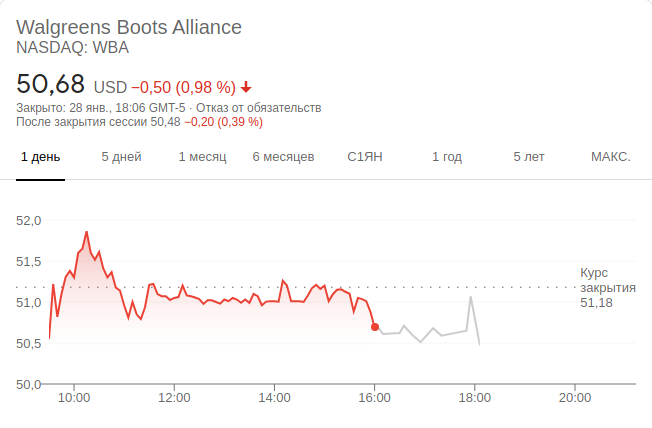 Walgreens Boots Alliance
NASDAQ: WBA
50,68 USD −0,50 (0,98 %)
Закрыто: 28 янв., 18:06 GMT-5 · Отказ от обязательств
После закрытия сессии 50,48 −0,20 (0,39 %)
1 день 5 дней 1 месяц 6 месяцев С1ЯН 1 год 5 лет МАКС.
52,0
51,5
Курс
закрытия
51,18
51,0
50,5
50,0
10:00 12:00 14:00 16:00 18:00 20:00